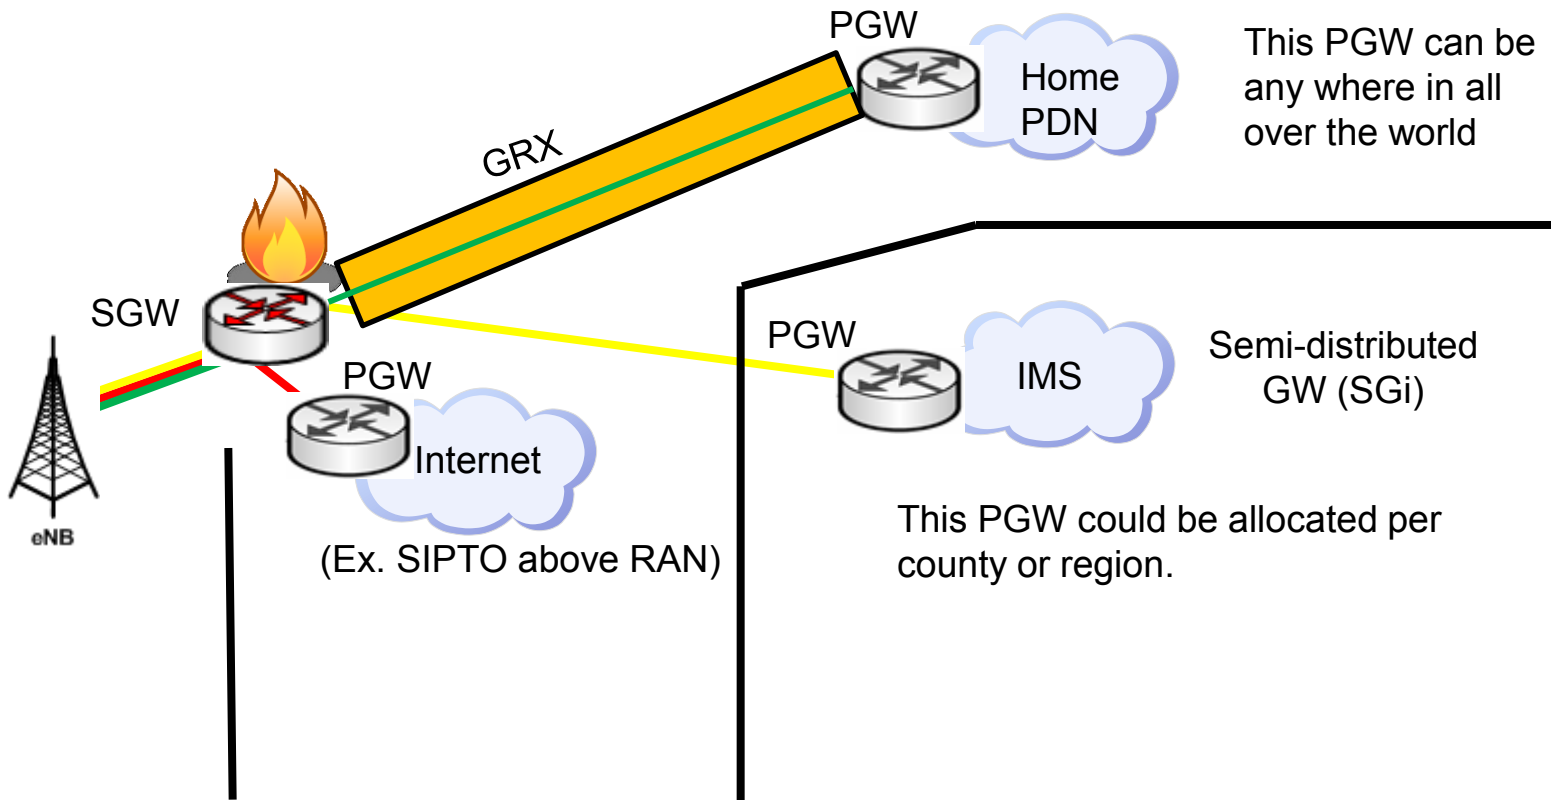 PGW
Home
PDN
This PGW can be
any where in all
over the world
GRX
SGW
PGW
Internet
(Ex. SIPTO above RAN)
eNB
PGW
IMS
Semi-distributed
GW (SGi)
This PGW could be allocated per
county or region.